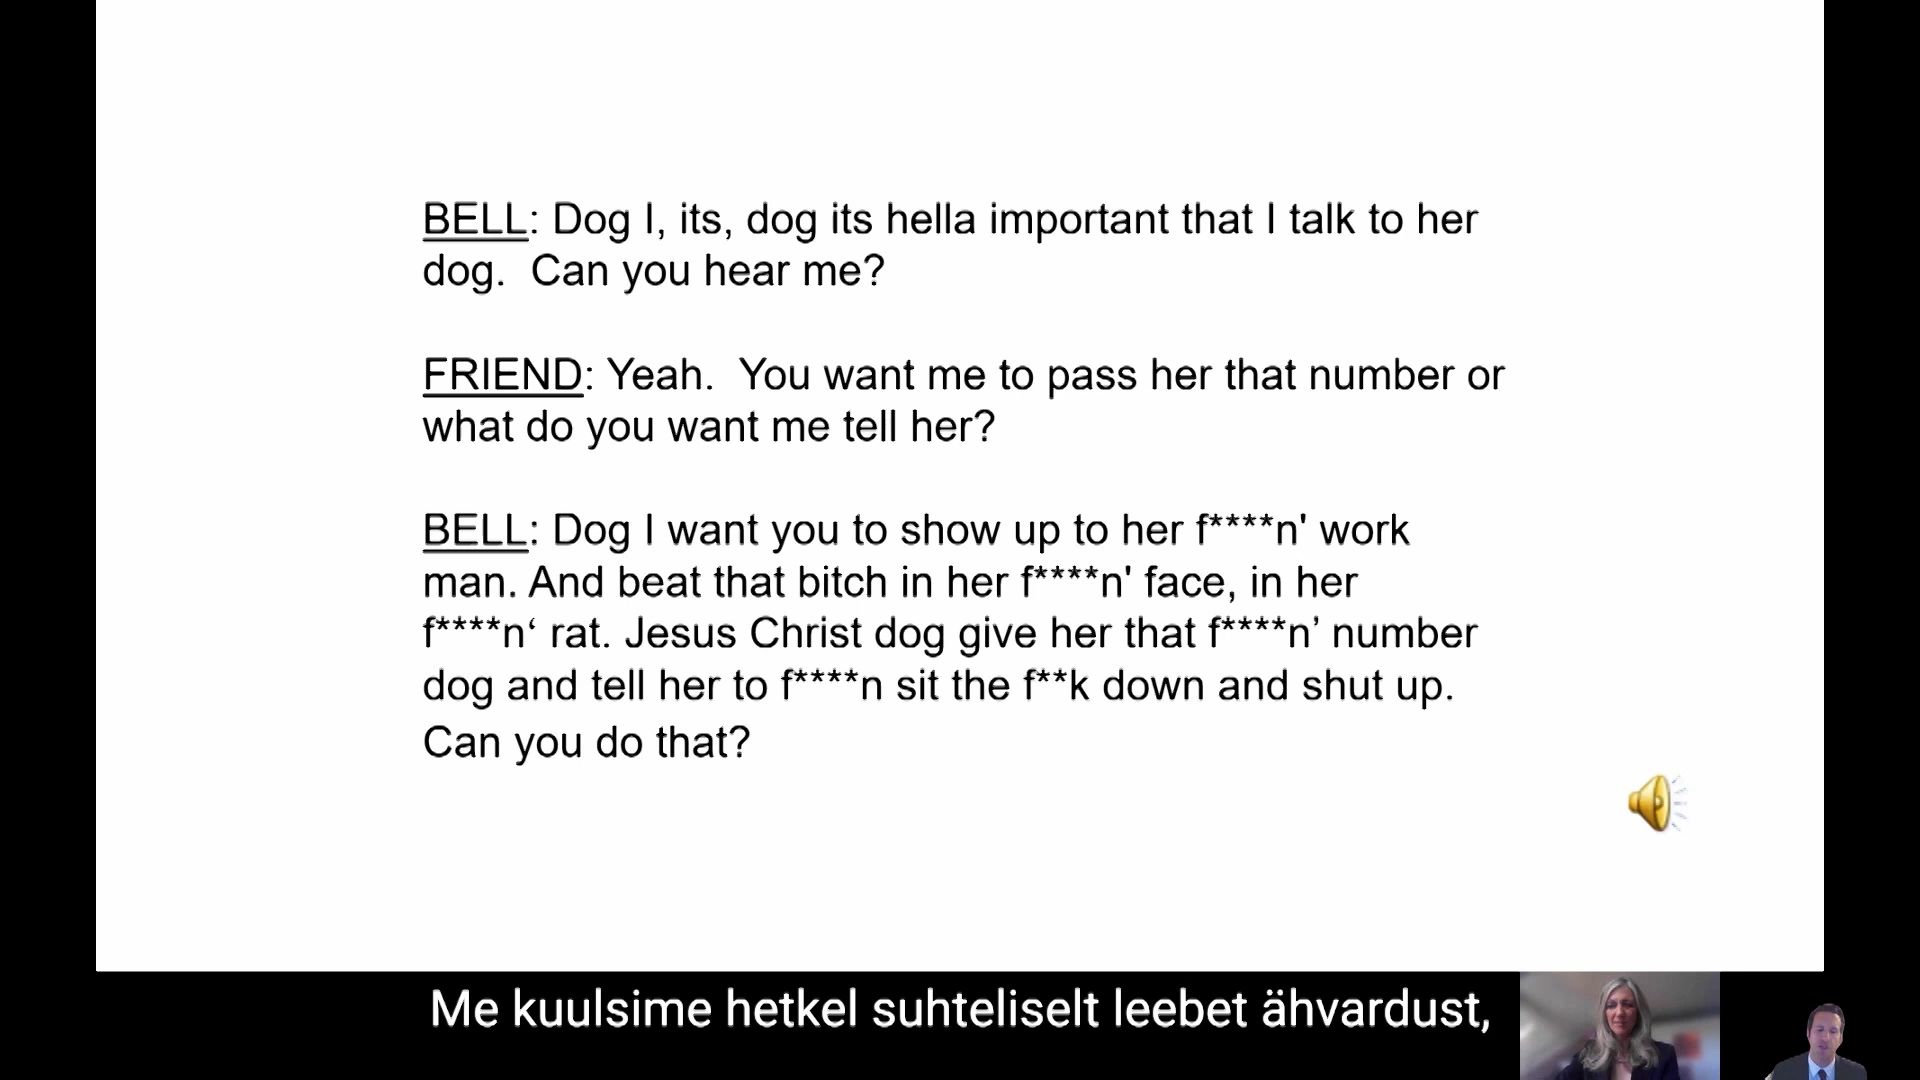 BELL: Dog I, its, dog its hella important that I talk to her
dog.  Can you hear me?
FRIEND: Yeah.  You want me to pass her that number or
what do you want me tell her?
BELL: Dog I want you to show up to her f****n' work
man. And beat that bitch in her f****n' face, in her
f****n‘ rat. Jesus Christ dog give her that f****n’ number
dog and tell her to f****n sit the f**k down and shut up.
Can you do that?
Me kuulsime hetkel suhteliselt leebet ähvardust,